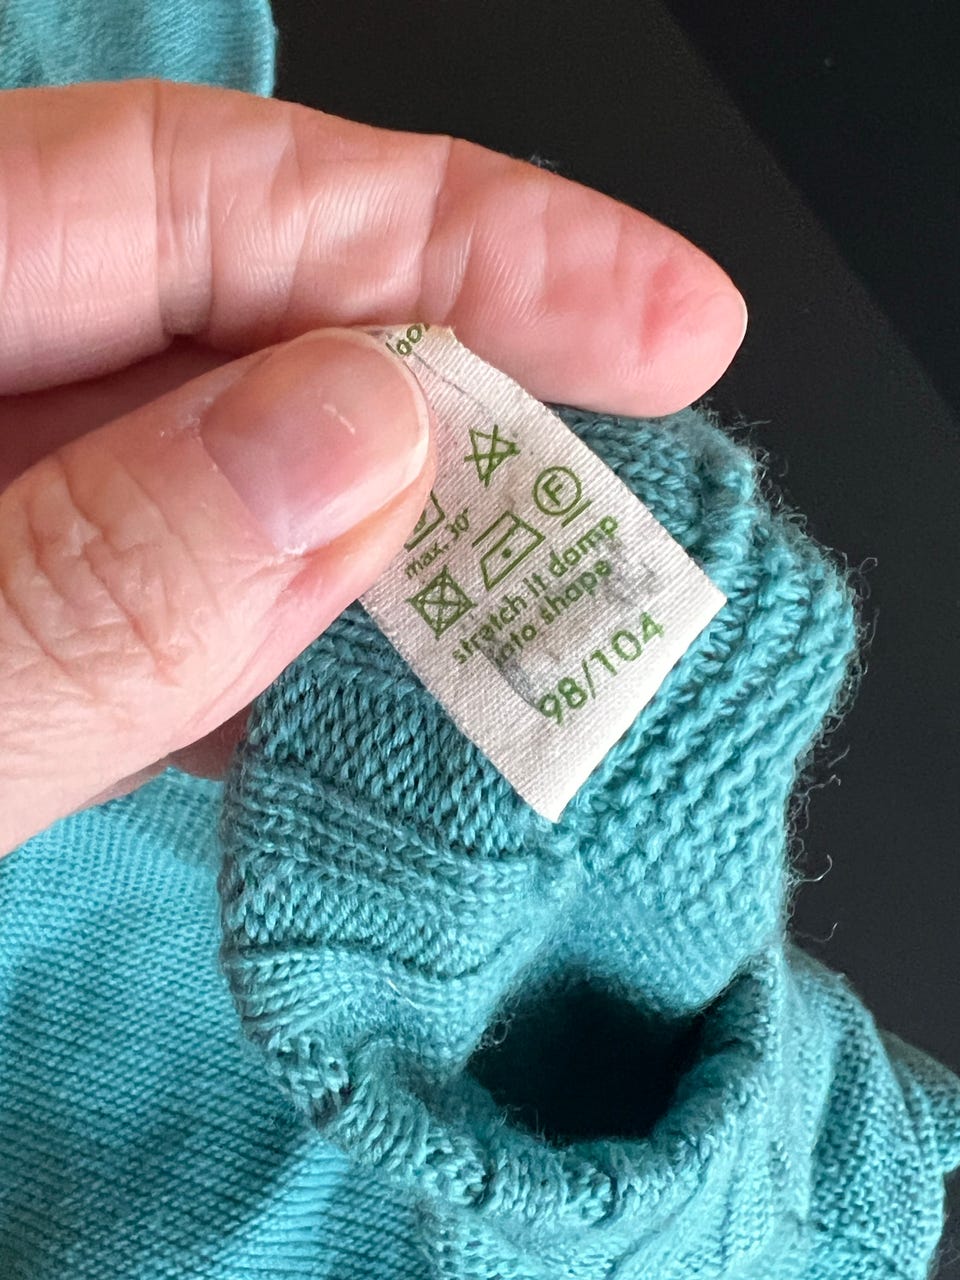 F
max. 30°
stretch it damp
into shape
98/104